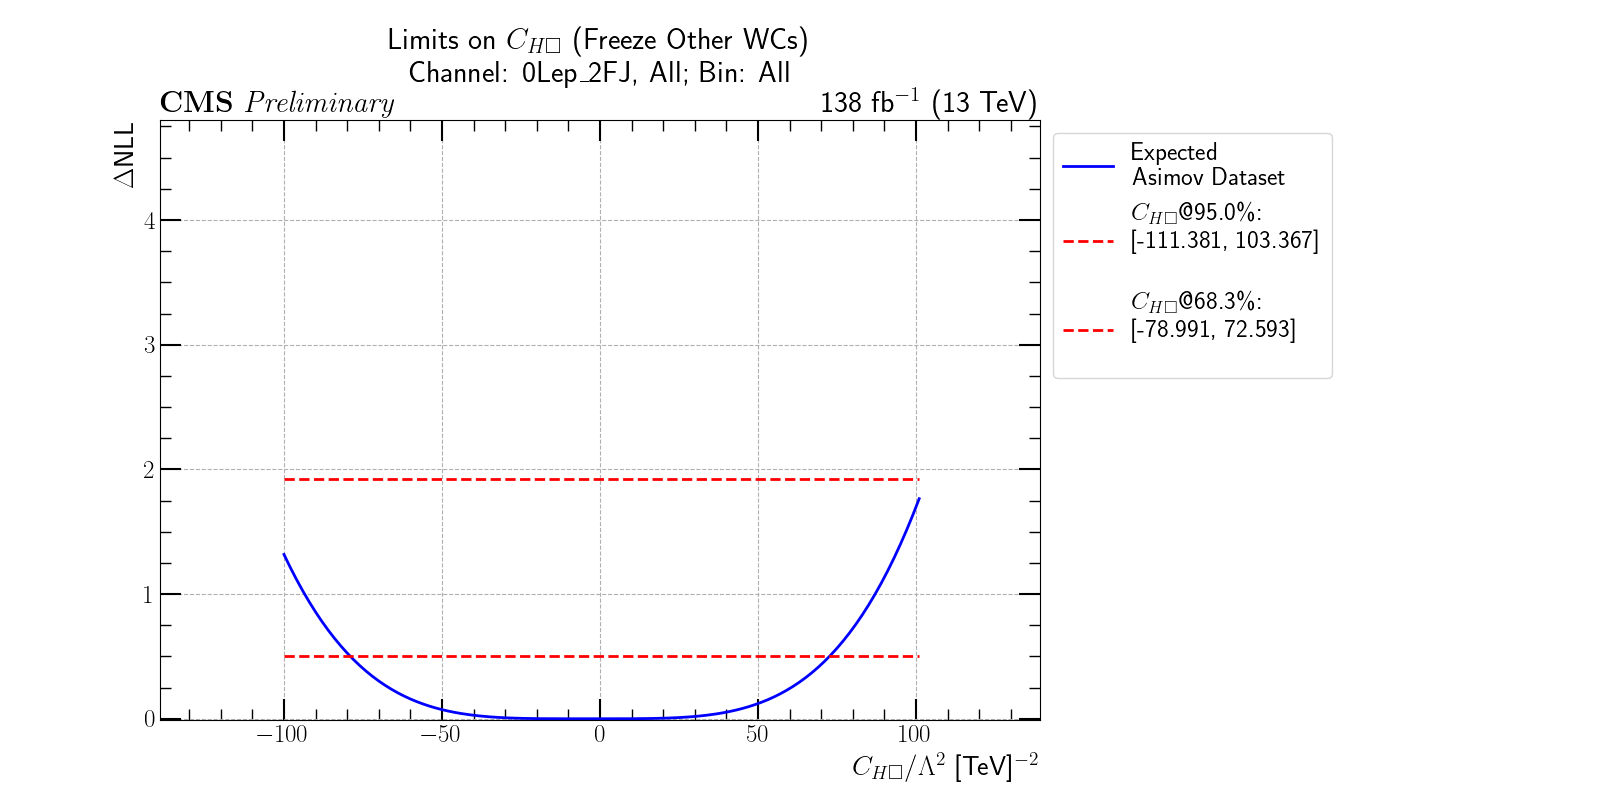 Limits on C_{H□} (Freeze Other WCs)
Channel: 0Lep_2FJ, All; Bin: All
CMS Preliminary
138 fb⁻¹ (13 TeV)
ΔNLL
4
3
2
1
0
−100
−50
0
50
100
C_{H□}/Λ² [TeV]⁻²
Expected
Asimov Dataset
C_{H□}@95.0%:
[-111.381, 103.367]
C_{H□}@68.3%:
[-78.991, 72.593]